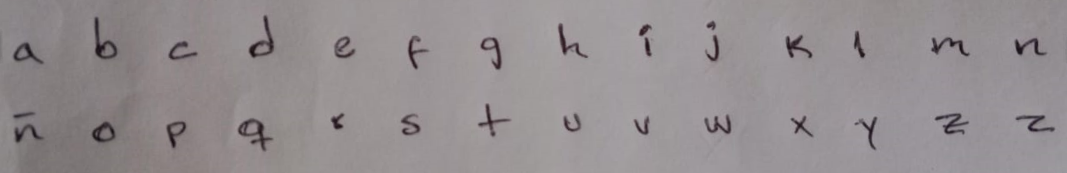 a b c d e f g h i j k l m n
ñ o p q r s t u v w x y z z